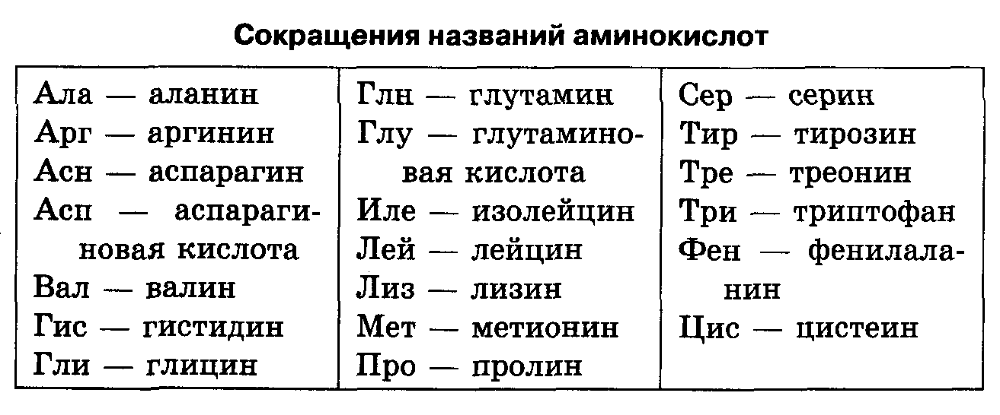 Сокращения названий аминокислот
Ала — аланин
Арг — аргинин
Асн — аспарагин
Асп — аспараги-
новая кислота
Вал — валин
Гис — гистидин
Гли — глицин
Глн — глутамин
Глу — глутамино-
вая кислота
Иле — изолейцин
Лей — лейцин
Лиз — лизин
Мет — метионин
Про — пролин
Сер — серин
Тир — тирозин
Тре — треонин
Три — триптофан
Фен — фенилала-
нин
Цис — цистеин